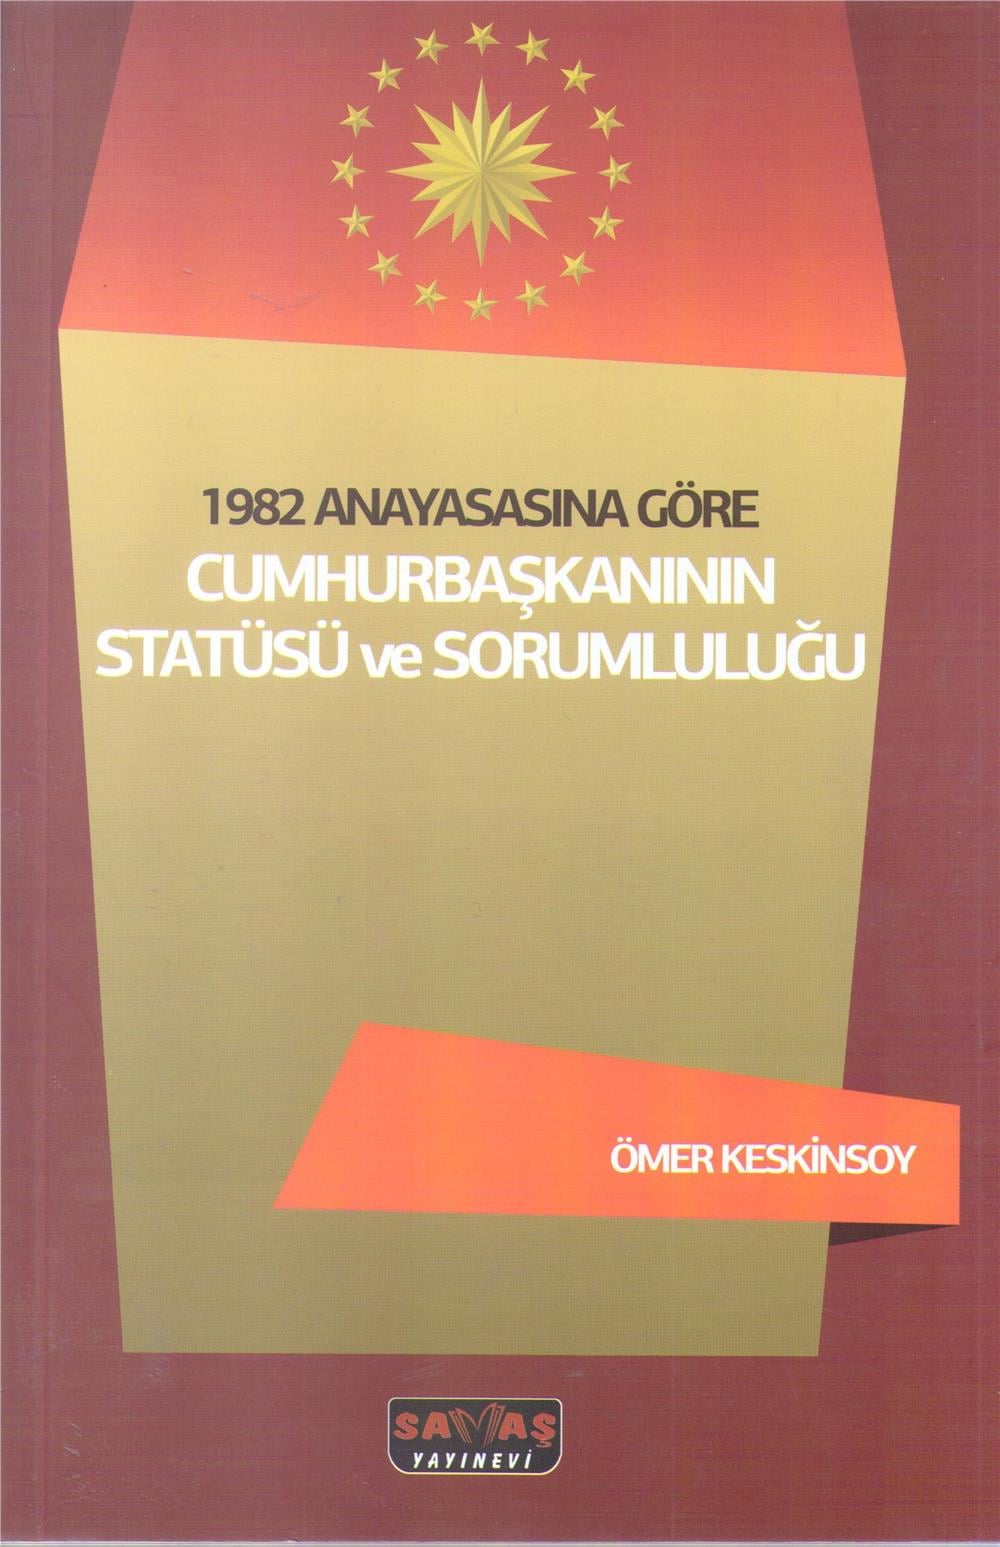 1982 ANAYASASINA GÖRE
CUMHURBAŞKANININ
STATÜSÜ ve SORUMLULUĞU
ÖMER KESKİNSOY
SAVAŞ
YAYINEVİ